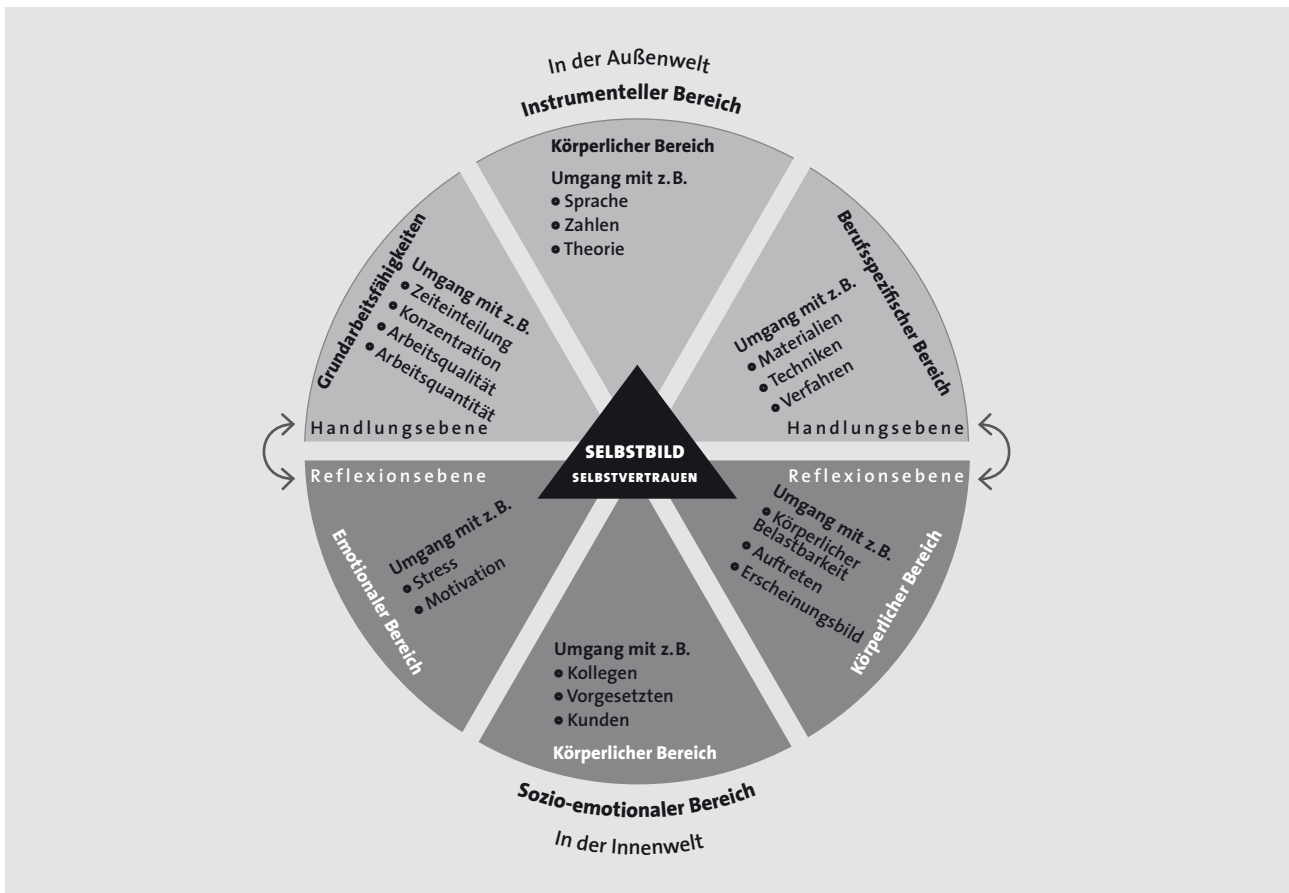 In der Außenwelt
Instrumenteller Bereich
Körperlicher Bereich
Umgang mit z.B.
• Sprache
• Zahlen
• Theorie
Grundarbeitsfähigkeiten
Umgang mit z.B.
• Zeiteinteilung
• Konzentration
• Arbeitsqualität
• Arbeitsquantität
Handlungsebene
Berufsspezifischer Bereich
Umgang mit z.B.
• Materialien
• Techniken
• Verfahren
Handlungsebene
SELBSTBILD
SELBSTVERTRAUEN
Reflexionsebene
Emotionaler Bereich
Umgang mit z.B.
• Stress
• Motivation
Reflexionsebene
Umgang mit z.B.
• Körperlicher
Belastbarkeit
• Auftreten
• Erscheinungsbild
Körperlicher Bereich
Umgang mit z.B.
• Kollegen
• Vorgesetzten
• Kunden
Körperlicher Bereich
Sozio-emotionaler Bereich
In der Innenwelt